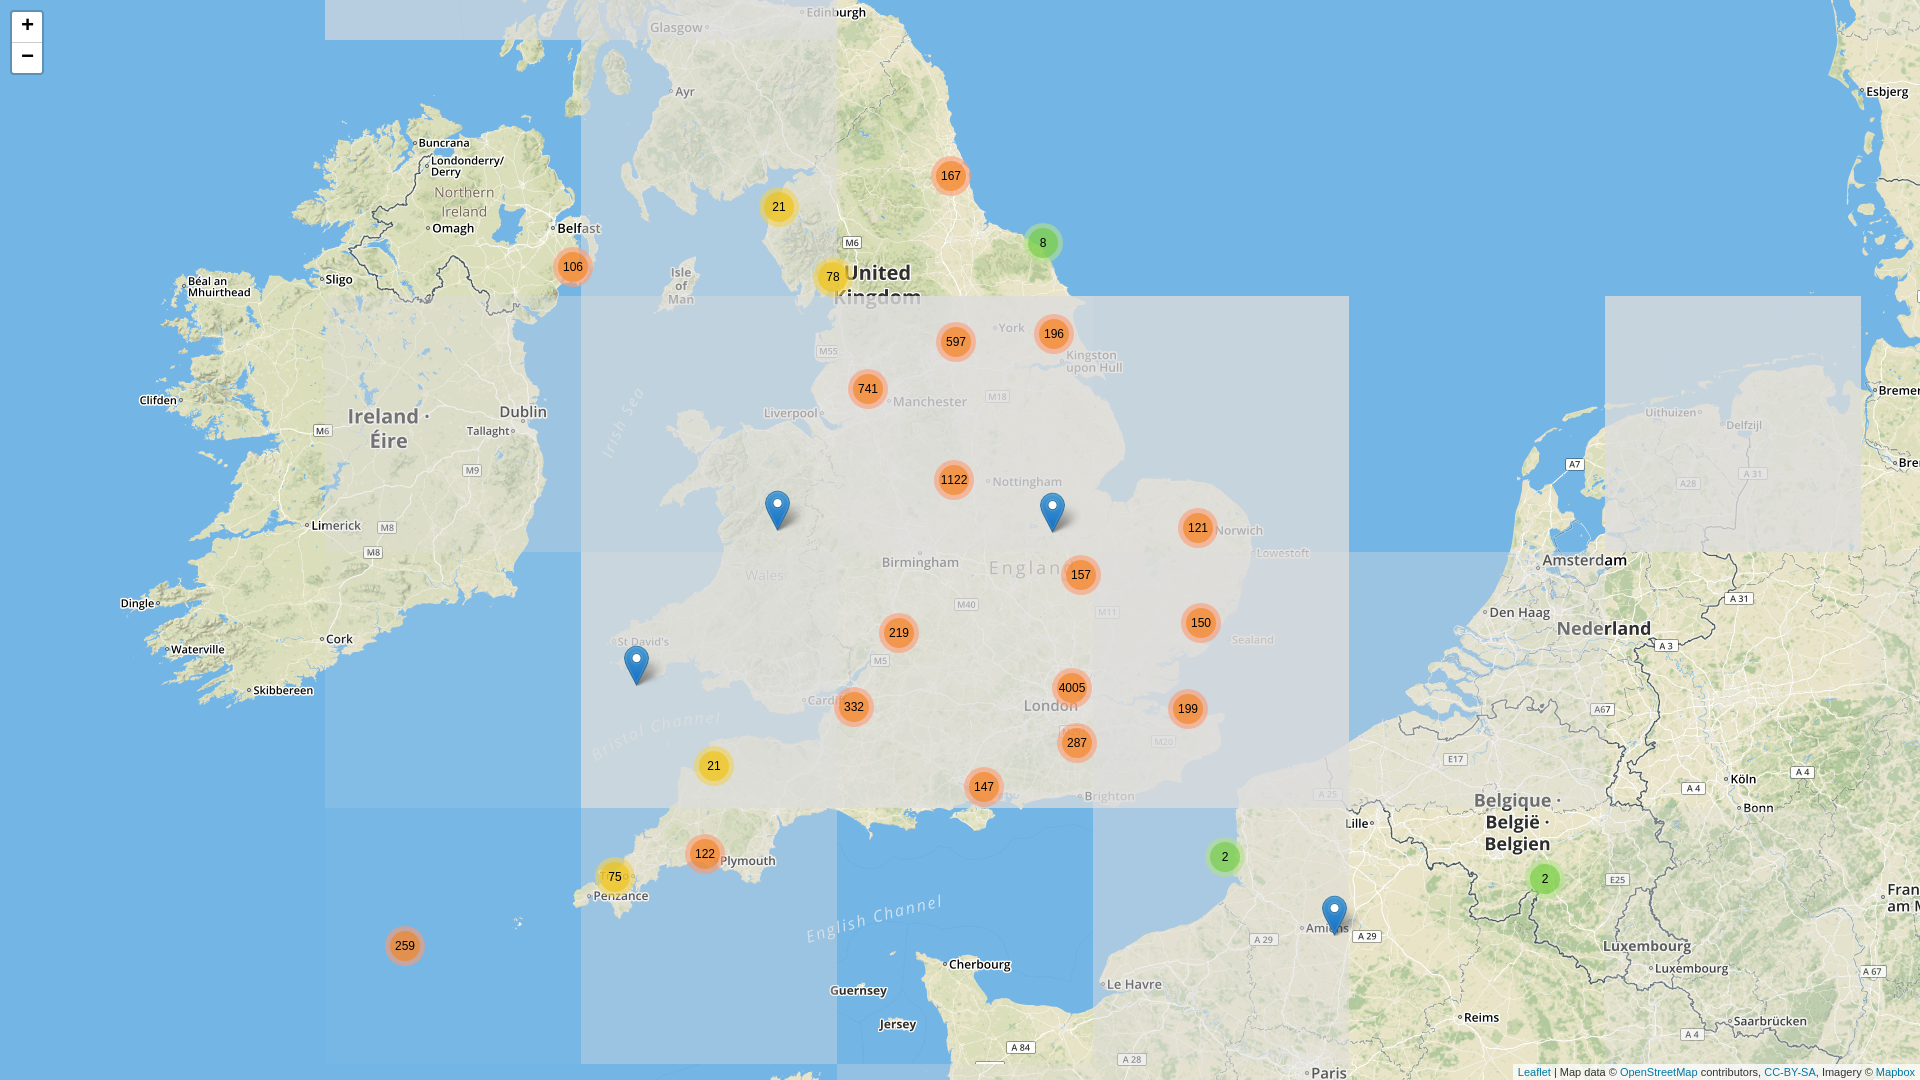 +
−
Glasgow
Edinburgh
Ayr
Esbjerg
Buncrana
Londonderry/
Derry
Northern
Ireland
Omagh
Belfast
167
21
8
M6
106
78
United
Kingdom
Isle
of
Man
Sligo
Béal an
Mhuirthead
York
196
597
M55
Kingston
upon Hull
741
Manchester
M18
Liverpool
Irish Sea
Clifden
Ireland ·
Éire
Dublin
Tallaght
M6
M9
Uithuizen
Delfzijl
Bremer
A7
A 31
A28
Bre
1122
Nottingham
Limerick
M8
M8
121
Norwich
Lowestoft
Birmingham
Wales
Englan
157
M40
M11
Amsterdam
A 31
Den Haag
Nederland
A 3
Dingle
Cork
Waterville
Skibbereen
St David's
219
150
Sealand
M5
4005
London
199
Cardiff
332
287
M20
A67
Bristol Channel
21
147
Brighton
E17
A 25
Köln
A 4
A 4
Bonn
Belgique ·
België ·
Belgien
Lille
122
Plymouth
2
2
E25
75
Penzance
Fran
am M
English Channel
259
Amiens
A 29
A 29
Luxembourg
Luxembourg
A 67
Cherbourg
Le Havre
Guernsey
Jersey
Reims
Saarbrücken
A 84
A 28
A 4
Paris
Leaflet | Map data © OpenStreetMap contributors, CC-BY-SA, Imagery © Mapbox